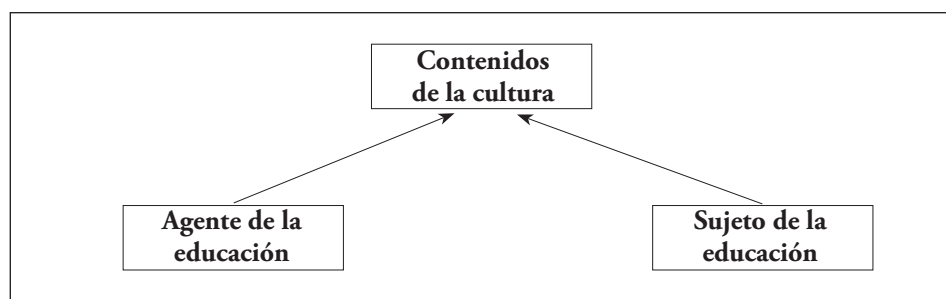 Contenidos
de la cultura
Agente de la
educación
Sujeto de la
educación